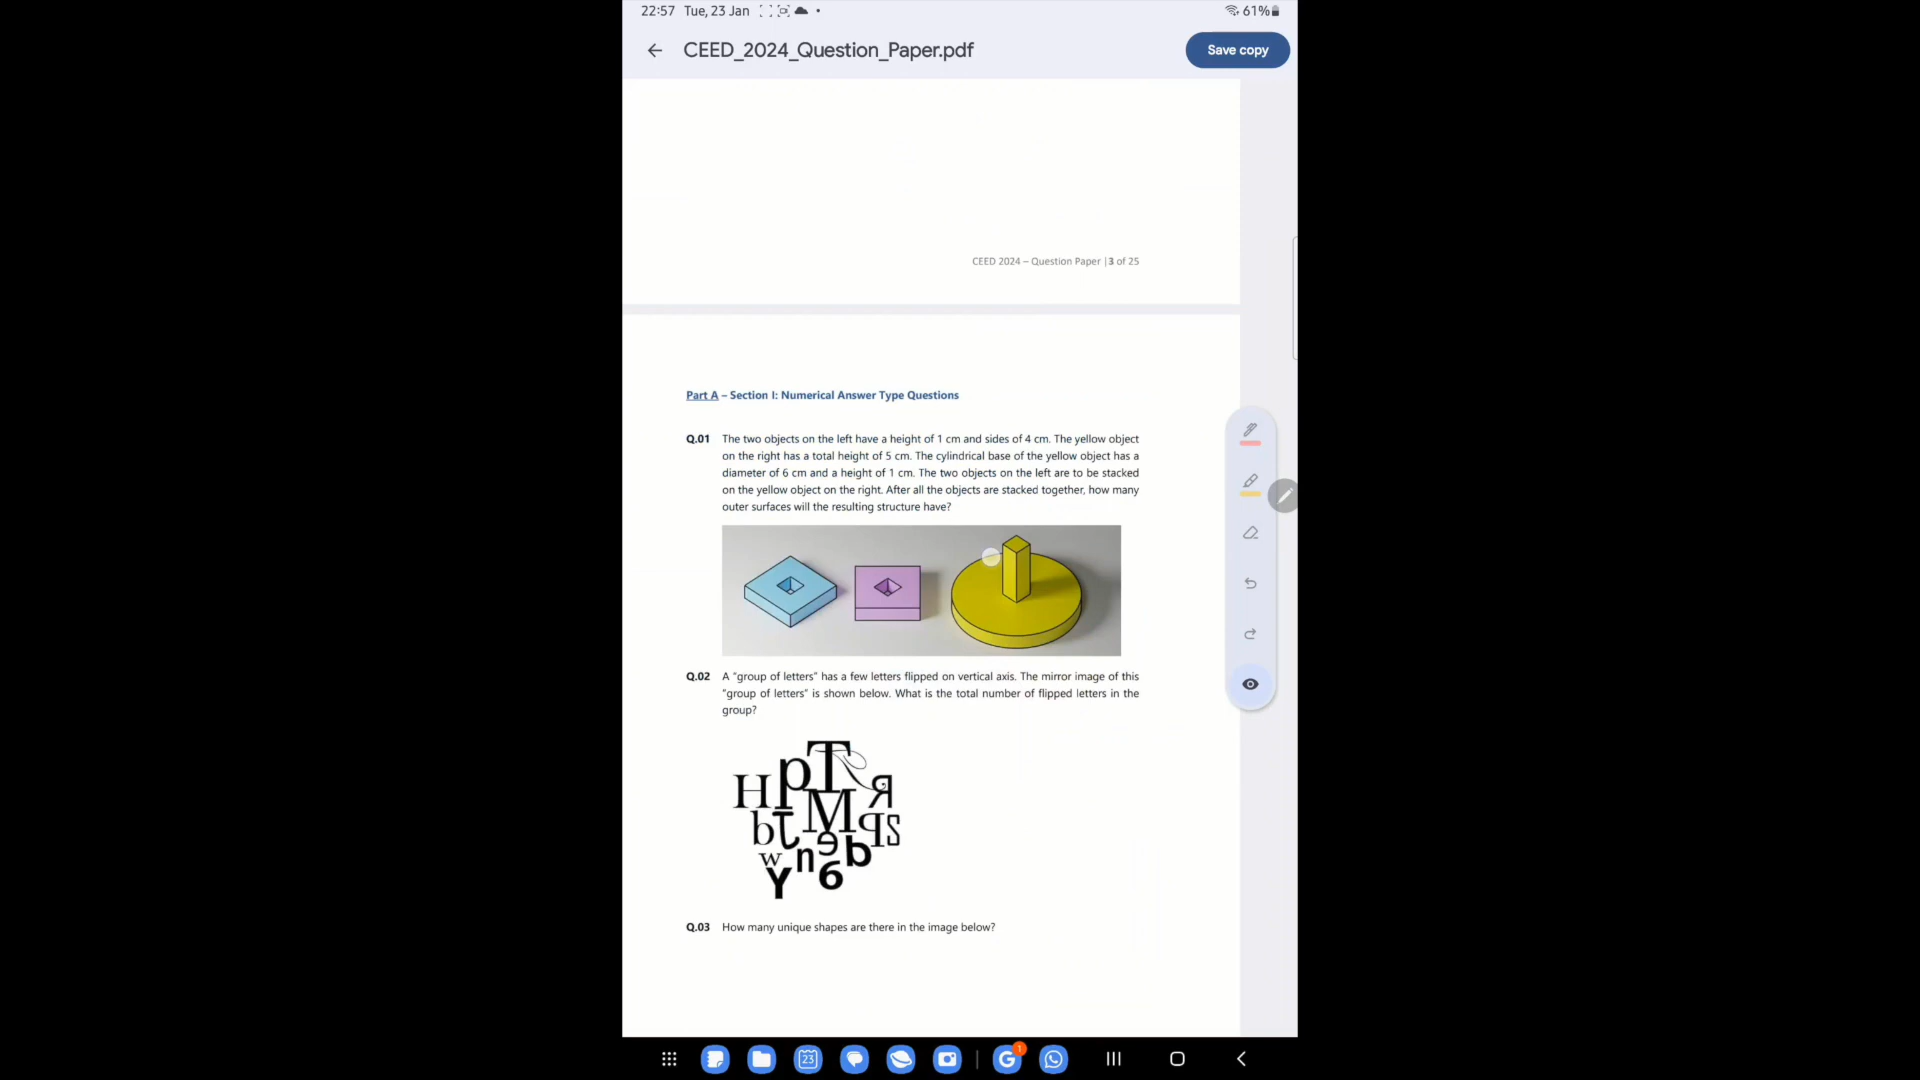 22:57 Tue, 23 Jan
61%
CEED_2024_Question_Paper.pdf
Save copy
CEED 2024 – Question Paper |3 of 25
Part A – Section I: Numerical Answer Type Questions
Q.01 The two objects on the left have a height of 1 cm and sides of 4 cm. The yellow object
on the right has a total height of 5 cm. The cylindrical base of the yellow object has a
diameter of 6 cm and a height of 1 cm. The two objects on the left are to be stacked
on the yellow object on the right. After all the objects are stacked together, how many
outer surfaces will the resulting structure have?
Q.02 A "group of letters" has a few letters flipped on vertical axis. The mirror image of this
"group of letters" is shown below. What is the total number of flipped letters in the
group?
Q.03 How many unique shapes are there in the image below?
23
G
1